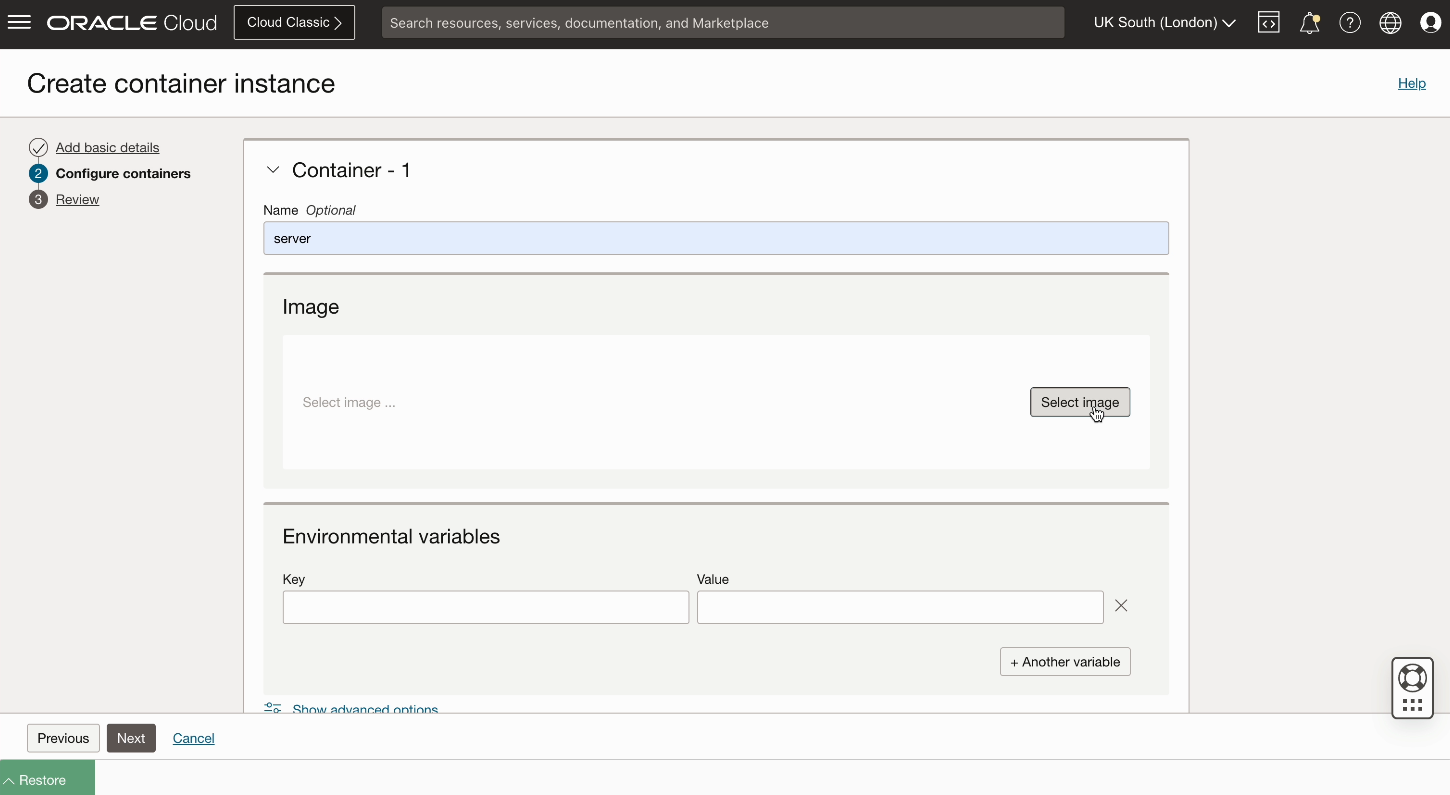 ORACLE Cloud
Cloud Classic
Search resources, services, documentation, and Marketplace
UK South (London)
Create container instance
Help
Add basic details
2 Configure containers
3 Review
Container - 1
Name Optional
server
Image
Select image ...
Select image
Environmental variables
Key Value
+ Another variable
Show advanced options
Previous
Next
Cancel
Restore